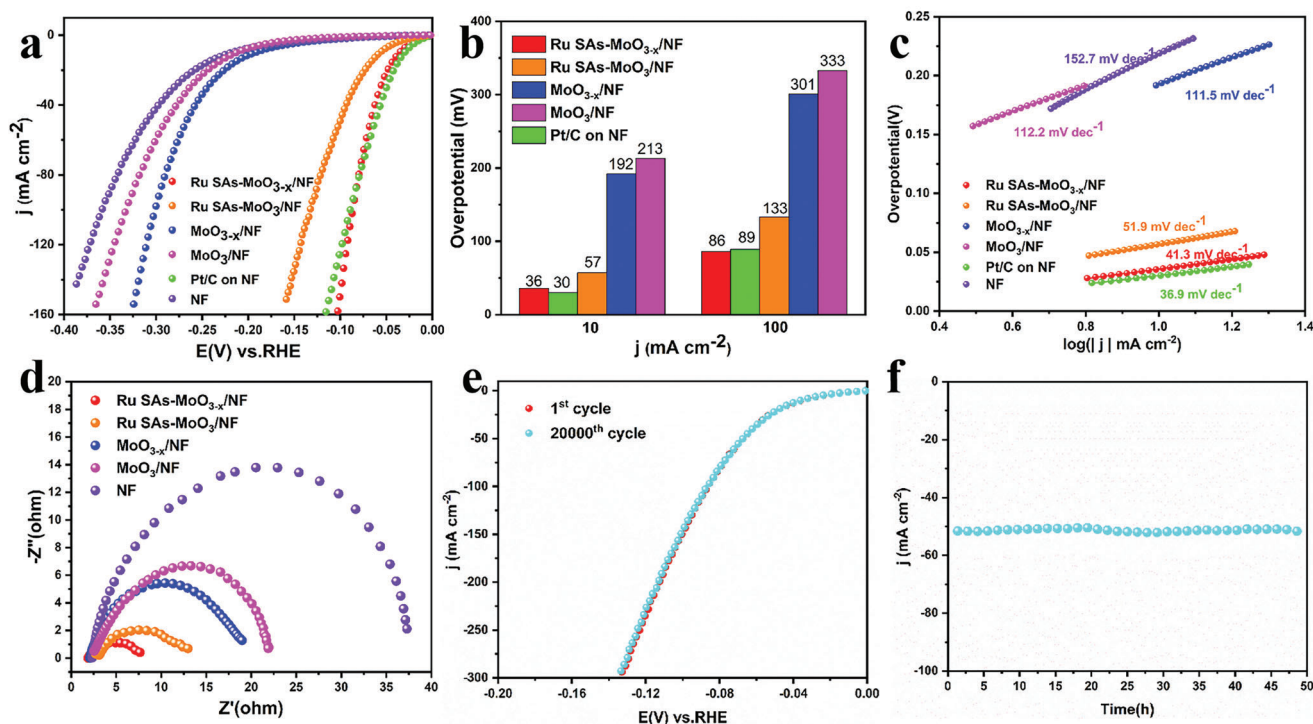 a
j (mA cm⁻²)
0
-40
-80
-120
-160
-0.40
-0.35
-0.30
-0.25
-0.20
-0.15
-0.10
-0.05
0.00
E(V) vs.RHE
Ru SAs-MoO₃₋ₓ/NF
Ru SAs-MoO₃/NF
MoO₃₋ₓ/NF
MoO₃/NF
Pt/C on NF
NF
b
Overpotential (mV)
400
300
200
100
0
Ru SAs-MoO₃₋ₓ/NF
Ru SAs-MoO₃/NF
MoO₃₋ₓ/NF
MoO₃/NF
Pt/C on NF
36
30
57
192
213
86
89
133
301
333
10
100
j (mA cm⁻²)
c
Overpotential(V)
0.25
0.20
0.15
0.10
0.05
0.00
152.7 mV dec⁻¹
111.5 mV dec⁻¹
112.2 mV dec⁻¹
Ru SAs-MoO₃₋ₓ/NF
Ru SAs-MoO₃/NF
MoO₃₋ₓ/NF
MoO₃/NF
Pt/C on NF
NF
51.9 mV dec⁻¹
41.3 mV dec⁻¹
36.9 mV dec⁻¹
0.4
0.6
0.8
1.0
1.2
1.4
log(| j | mA cm⁻²)
d
-Z''(ohm)
20
18
16
14
12
10
8
6
4
2
0
Ru SAs-MoO₃₋ₓ/NF
Ru SAs-MoO₃/NF
MoO₃₋ₓ/NF
MoO₃/NF
NF
0
5
10
15
20
25
30
35
40
Z'(ohm)
e
j (mA cm⁻²)
0
-50
-100
-150
-200
-250
-300
1ˢᵗ cycle
20000ᵗʰ cycle
-0.20
-0.16
-0.12
-0.08
-0.04
0.00
E(V) vs.RHE
f
j (mA cm⁻²)
0
-20
-40
-60
-80
-100
0
5
10
15
20
25
30
35
40
45
50
Time(h)